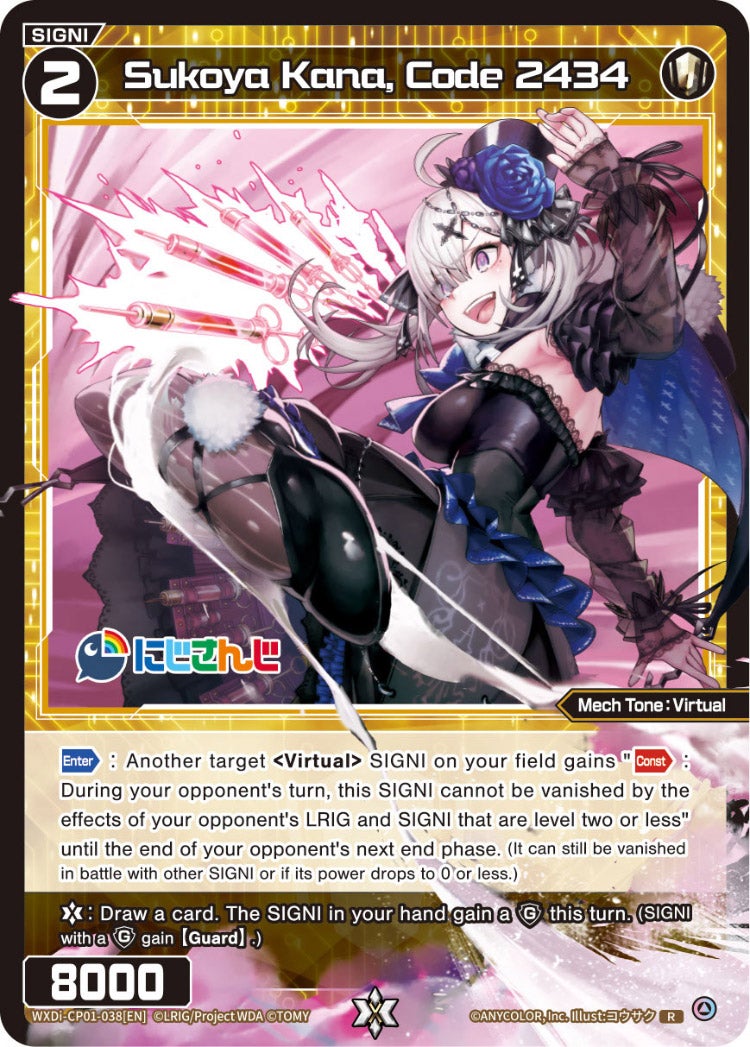 SIGNI
2 Sukoya Kana, Code 2434
にじさんじ
Mech Tone:Virtual
Enter : Another target <Virtual> SIGNI on your field gains "Const :
During your opponent's turn, this SIGNI cannot be vanished by the
effects of your opponent's LRIG and SIGNI that are level two or less"
until the end of your opponent's next end phase. (It can still be vanished
in battle with other SIGNI or if its power drops to 0 or less.)
: Draw a card. The SIGNI in your hand gain a G this turn. (SIGNI
with a G gain 【Guard】.)
8000
WXDi-CP01-038[EN] ©LRIG/Project WDA ©TOMY ©ANYCOLOR, Inc. Illust:コウサク R